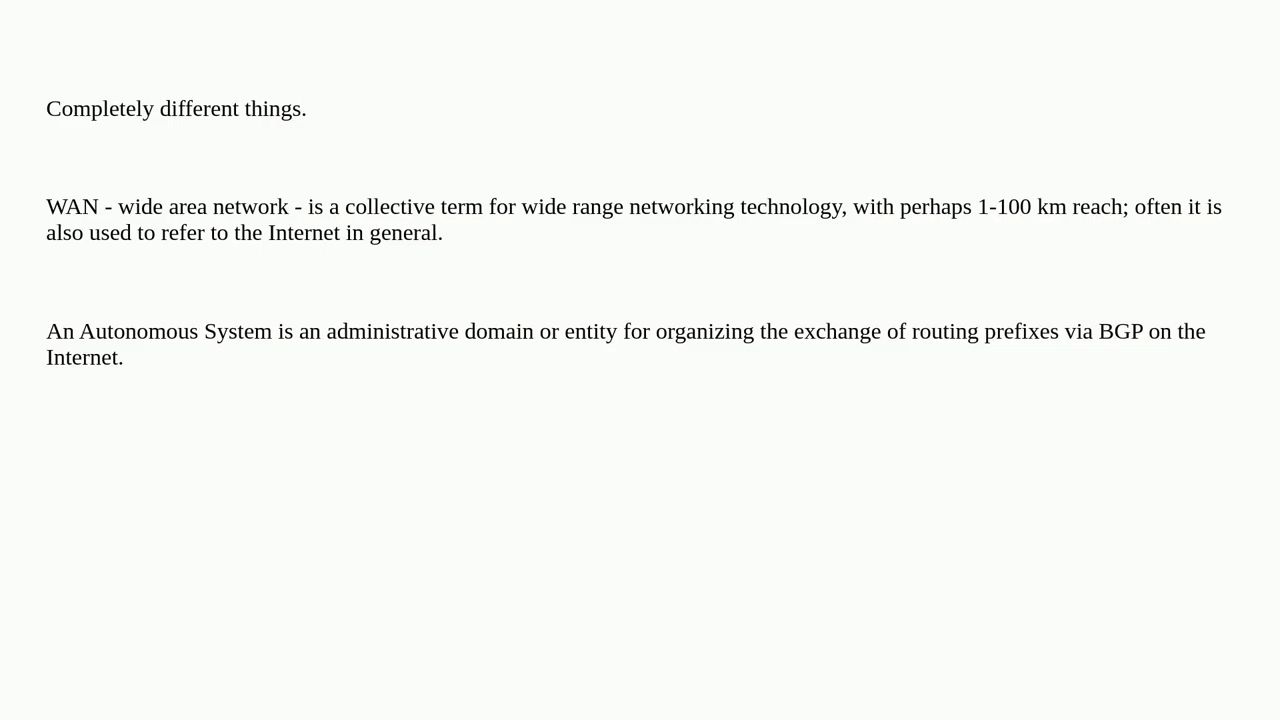 Completely different things.
WAN - wide area network - is a collective term for wide range networking technology, with perhaps 1-100 km reach; often it is
also used to refer to the Internet in general.
An Autonomous System is an administrative domain or entity for organizing the exchange of routing prefixes via BGP on the
Internet.